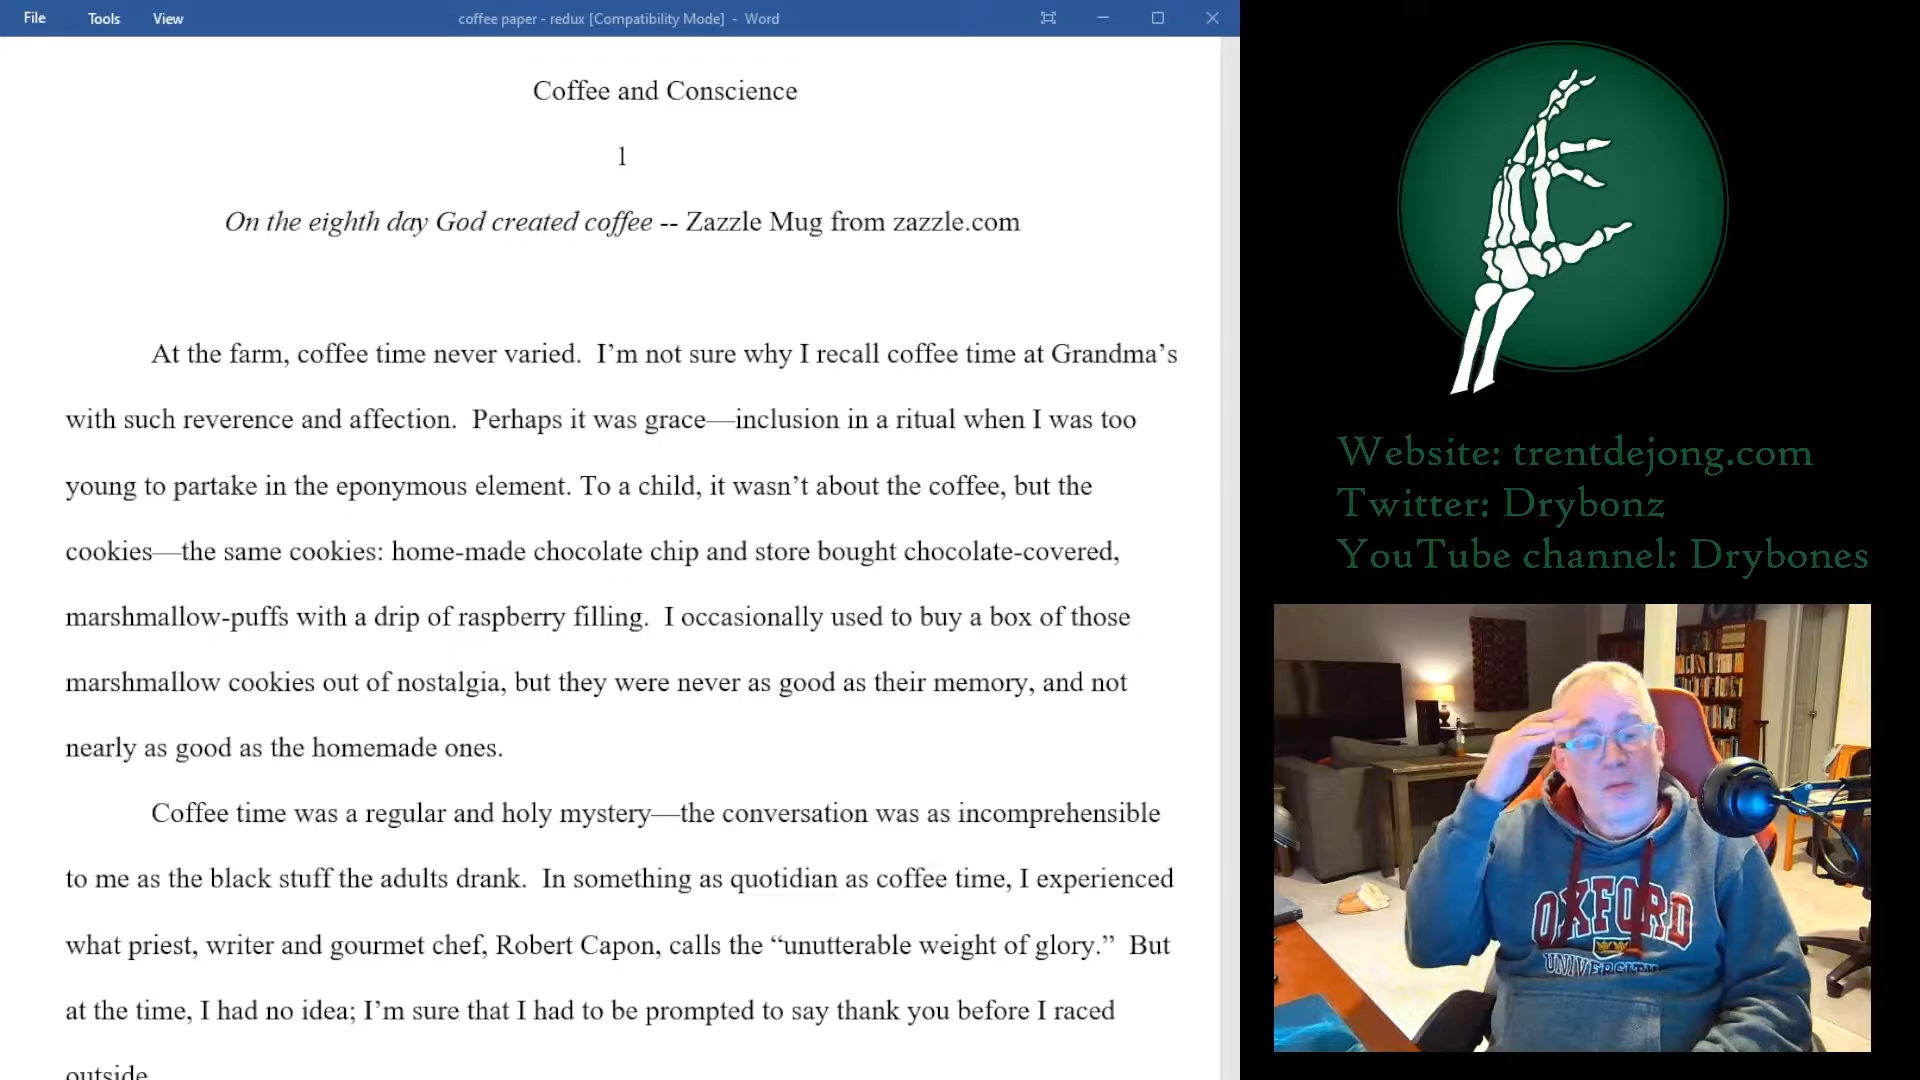 File Tools View coffee paper - redux [Compatibility Mode] - Word
Coffee and Conscience
1
On the eighth day God created coffee -- Zazzle Mug from zazzle.com
At the farm, coffee time never varied. I’m not sure why I recall coffee time at Grandma’s
with such reverence and affection. Perhaps it was grace—inclusion in a ritual when I was too
young to partake in the eponymous element. To a child, it wasn’t about the coffee, but the
cookies—the same cookies: home-made chocolate chip and store bought chocolate-covered,
marshmallow-puffs with a drip of raspberry filling. I occasionally used to buy a box of those
marshmallow cookies out of nostalgia, but they were never as good as their memory, and not
nearly as good as the homemade ones.
Coffee time was a regular and holy mystery—the conversation was as incomprehensible
to me as the black stuff the adults drank. In something as quotidian as coffee time, I experienced
what priest, writer and gourmet chef, Robert Capon, calls the “unutterable weight of glory.” But
at the time, I had no idea; I’m sure that I had to be prompted to say thank you before I raced
outside.
Website: trentdejong.com
Twitter: Drybonz
YouTube channel: Drybones
OXFORD
UNIVERSITY